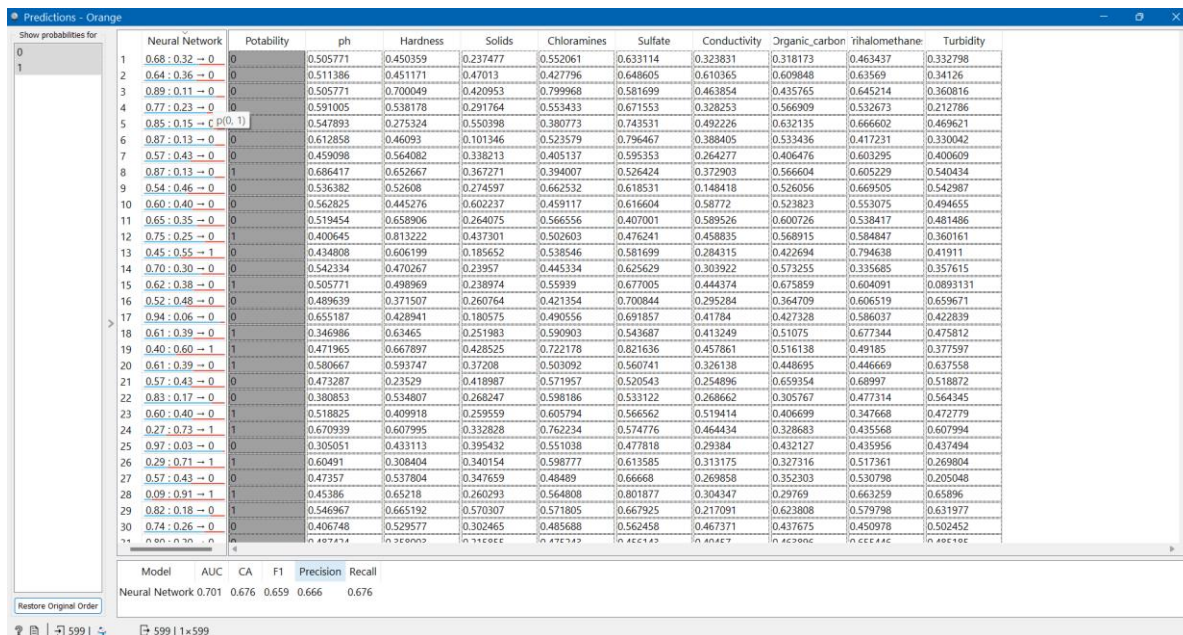 Predictions - Orange
Show probabilities for
0
1
Neural Network Potability ph Hardness Solids Chloramines Sulfate Conductivity Organic_carbon Trihalomethane Turbidity
1 0.68 : 0.32 → 0 0 0.505771 0.450359 0.237477 0.552061 0.633114 0.323831 0.318173 0.463437 0.332798
2 0.64 : 0.36 → 0 0 0.511386 0.451171 0.47013 0.427796 0.648605 0.610365 0.609848 0.63569 0.34126
3 0.89 : 0.11 → 0 0 0.505771 0.700049 0.420953 0.799968 0.581699 0.463854 0.435765 0.645214 0.360816
4 0.77 : 0.23 → 0 0 0.591005 0.538178 0.291764 0.553433 0.671553 0.328253 0.566909 0.532673 0.212786
p(0, 1)
5 0.85 : 0.15 → 0.547893 0.275324 0.550398 0.380773 0.743531 0.492226 0.632135 0.666602 0.469621
6 0.87 : 0.13 → 0 0 0.612858 0.46093 0.101346 0.523579 0.796467 0.388405 0.533436 0.417231 0.330042
7 0.57 : 0.43 → 0 0 0.459098 0.564082 0.338213 0.405137 0.595353 0.264277 0.406476 0.603295 0.400609
8 0.87 : 0.13 → 0 1 0.686417 0.652667 0.367271 0.394007 0.526424 0.372903 0.566604 0.605229 0.540434
9 0.54 : 0.46 → 0 0 0.536382 0.52608 0.274597 0.662532 0.618531 0.148418 0.526056 0.669505 0.542987
10 0.60 : 0.40 → 0 0 0.562825 0.445276 0.602237 0.459117 0.616604 0.58772 0.523823 0.553075 0.494655
11 0.65 : 0.35 → 0 0 0.519454 0.658906 0.264075 0.566556 0.407001 0.589526 0.600726 0.538417 0.481486
12 0.75 : 0.25 → 0 1 0.400645 0.813222 0.437301 0.502603 0.476241 0.458835 0.568915 0.584847 0.360161
13 0.45 : 0.55 → 1 0 0.434808 0.606199 0.185652 0.538546 0.581699 0.284315 0.422694 0.794638 0.41911
14 0.70 : 0.30 → 0 0 0.542334 0.470267 0.23957 0.445334 0.625629 0.303922 0.573255 0.335685 0.357615
15 0.62 : 0.38 → 0 1 0.505771 0.498969 0.238974 0.55939 0.677005 0.444374 0.675859 0.604091 0.0893131
16 0.52 : 0.48 → 0 0 0.489639 0.371507 0.260764 0.421354 0.700844 0.295284 0.364709 0.606519 0.659671
17 0.94 : 0.06 → 0 0 0.655187 0.428941 0.180575 0.490556 0.691857 0.41784 0.427328 0.586037 0.422839
18 0.61 : 0.39 → 0 1 0.346986 0.63465 0.251983 0.590903 0.543687 0.413249 0.51075 0.677344 0.475812
19 0.40 : 0.60 → 1 1 0.471965 0.667897 0.428525 0.722178 0.821636 0.457861 0.516138 0.49185 0.377597
20 0.61 : 0.39 → 0 1 0.580667 0.593747 0.37208 0.503092 0.560741 0.326138 0.448695 0.446669 0.637558
21 0.57 : 0.43 → 0 0 0.473287 0.23529 0.418987 0.571957 0.520543 0.254896 0.659354 0.68997 0.518872
22 0.83 : 0.17 → 0 0 0.380853 0.534807 0.268247 0.598186 0.533122 0.268662 0.305767 0.477314 0.564345
23 0.60 : 0.40 → 0 1 0.518825 0.409918 0.259559 0.605794 0.566562 0.519414 0.406699 0.347668 0.472779
24 0.27 : 0.73 → 1 1 0.670939 0.607995 0.332828 0.762234 0.574776 0.464434 0.328683 0.435568 0.607994
25 0.97 : 0.03 → 0 0 0.305051 0.433113 0.395432 0.551038 0.477818 0.29384 0.432127 0.435956 0.437494
26 0.29 : 0.71 → 1 1 0.60491 0.308404 0.340154 0.598777 0.613585 0.313175 0.327316 0.517361 0.269804
27 0.57 : 0.43 → 0 0 0.47357 0.537804 0.347659 0.48489 0.66668 0.269858 0.352303 0.530798 0.205048
28 0.09 : 0.91 → 1 1 0.45386 0.65218 0.260293 0.564808 0.801877 0.304347 0.29769 0.663259 0.65896
29 0.82 : 0.18 → 0 1 0.546967 0.665192 0.570307 0.571805 0.667925 0.217091 0.623808 0.579798 0.631977
30 0.74 : 0.26 → 0 0 0.406748 0.529577 0.302465 0.485688 0.562458 0.467371 0.437675 0.450978 0.502452
Model AUC CA F1 Precision Recall
Neural Network 0.701 0.676 0.659 0.666 0.676
Restore Original Order
? 599 | 599 | 1×599